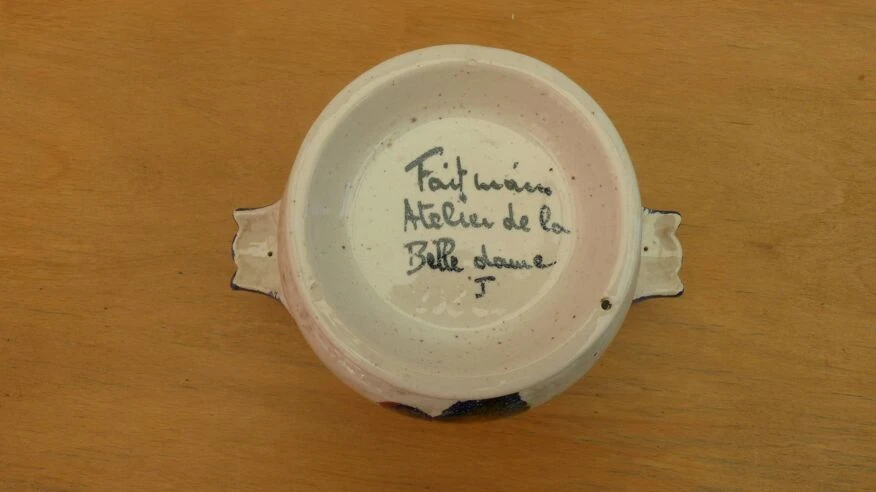 Fait main
Atelier de la
Belle dame
J